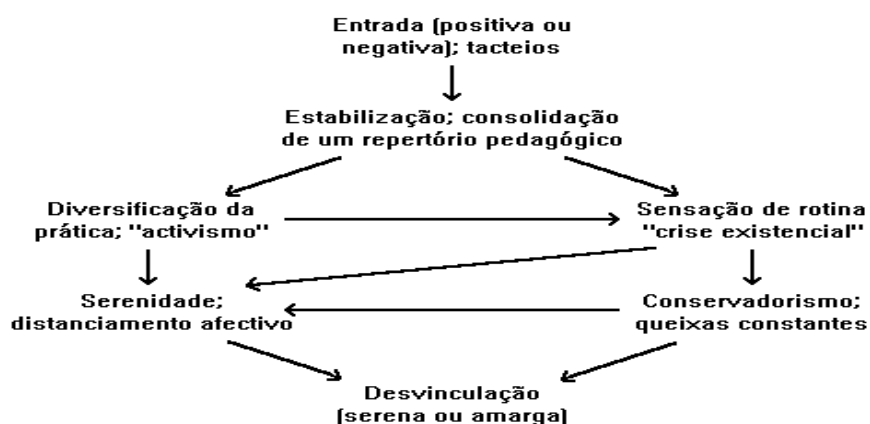 Entrada (positiva ou
negativa); tacteios
Estabilização; consolidação
de um repertório pedagógico
Diversificação da
prática; "activismo"
Sensação de rotina
"crise existencial"
Serenidade;
distanciamento afectivo
Conservadorismo;
queixas constantes
Desvinculação
(serena ou amarga)